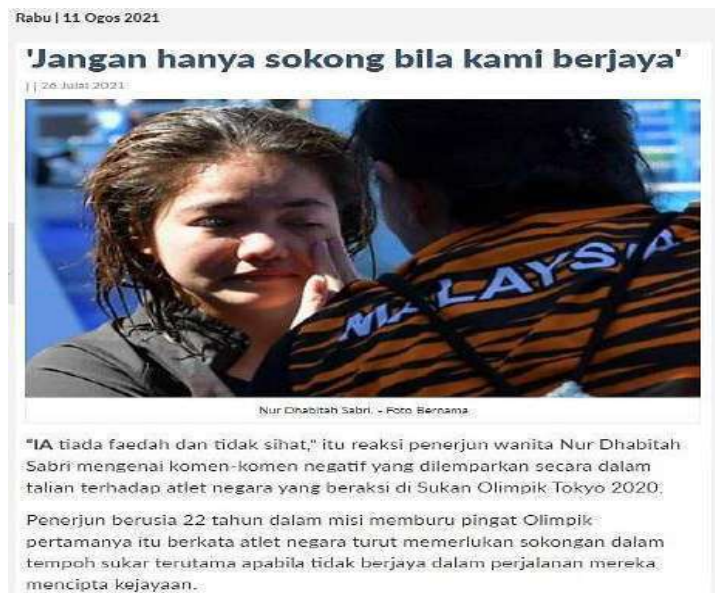 Rabu | 11 Ogos 2021
'Jangan hanya sokong bila kami berjaya'
|| 26 Julai 2021
MALAYSIA
Nur Dhabitah Sabri. - Foto Bernama
"IA tiada faedah dan tidak sihat," itu reaksi penerjun wanita Nur Dhabitah
Sabri mengenai komen-komen negatif yang dilemparkan secara dalam
talian terhadap atlet negara yang beraksi di Sukan Olimpik Tokyo 2020.
Penerjun berusia 22 tahun dalam misi memburu pingat Olimpik
pertamanya itu berkata atlet negara turut memerlukan sokongan dalam
tempoh sukar terutama apabila tidak berjaya dalam perjalanan mereka
mencipta kejayaan.